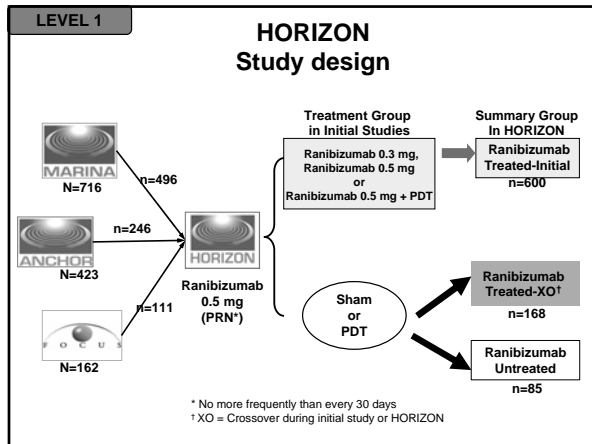 LEVEL 1
HORIZON
Study design
MARINA
N=716
n=496
ANCHOR
N=423
n=246
FOCUS
N=162
n=111
HORIZON
Ranibizumab
0.5 mg
(PRN*)
Treatment Group
in Initial Studies
Ranibizumab 0.3 mg,
Ranibizumab 0.5 mg
or
Ranibizumab 0.5 mg + PDT
Summary Group
In HORIZON
Ranibizumab
Treated-Initial
n=600
Sham
or
PDT
Ranibizumab
Treated-XO†
n=168
Ranibizumab
Untreated
n=85
* No more frequently than every 30 days
† XO = Crossover during initial study or HORIZON